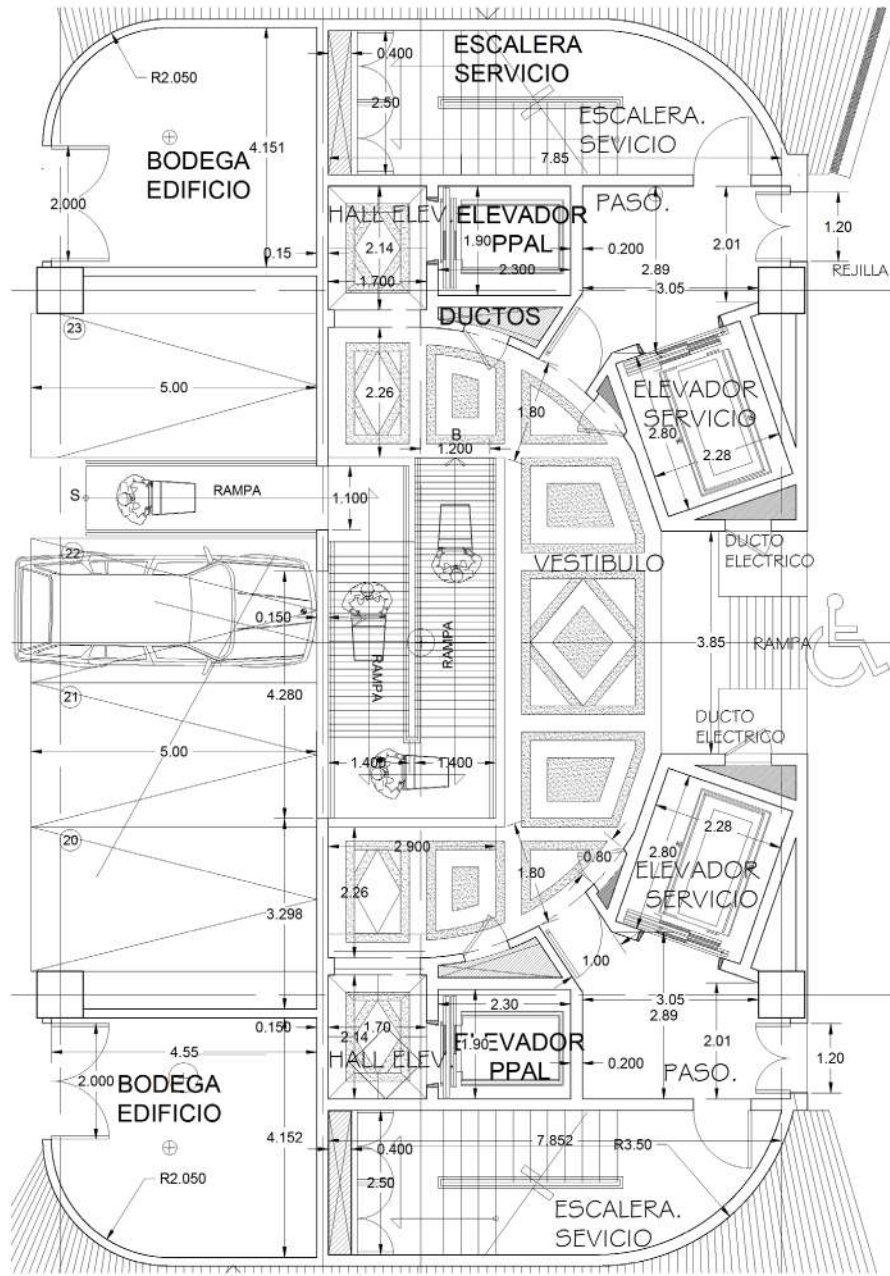 ESCALERA
SERVICIO
0.400
R2.050
2.50
ESCALERA.
SEVICIO
4.151
BODEGA
EDIFICIO
7.85
2.000
HALL ELEV.
ELEVADOR
PPAL
PASO.
1.90
2.14
0.15
2.300
1.700
0.200
2.89
3.05
2.01
1.20
REJILLA
DUCTOS
23
5.00
2.26
1.80
ELEVADOR
SERVICIO
2.80
2.28
B
1.200
S
RAMPA
1.100
22
VESTIBULO
DUCTO
ELECTRICO
0.150
RAMPA
RAMPA
3.85
RAMPA
21
4.280
5.00
DUCTO
ELECTRICO
1.400
1.400
20
2.900
2.26
1.80
0.80
2.28
2.80
ELEVADOR
SERVICIO
3.298
1.00
2.30
3.05
2.89
0.150
1.70
2.14
HALL ELEV
1.90
ELEVADOR
PPAL
0.200
2.01
1.20
PASO.
4.55
2.000
BODEGA
EDIFICIO
4.152
0.400
7.852
R3.50
R2.050
2.50
ESCALERA.
SEVICIO